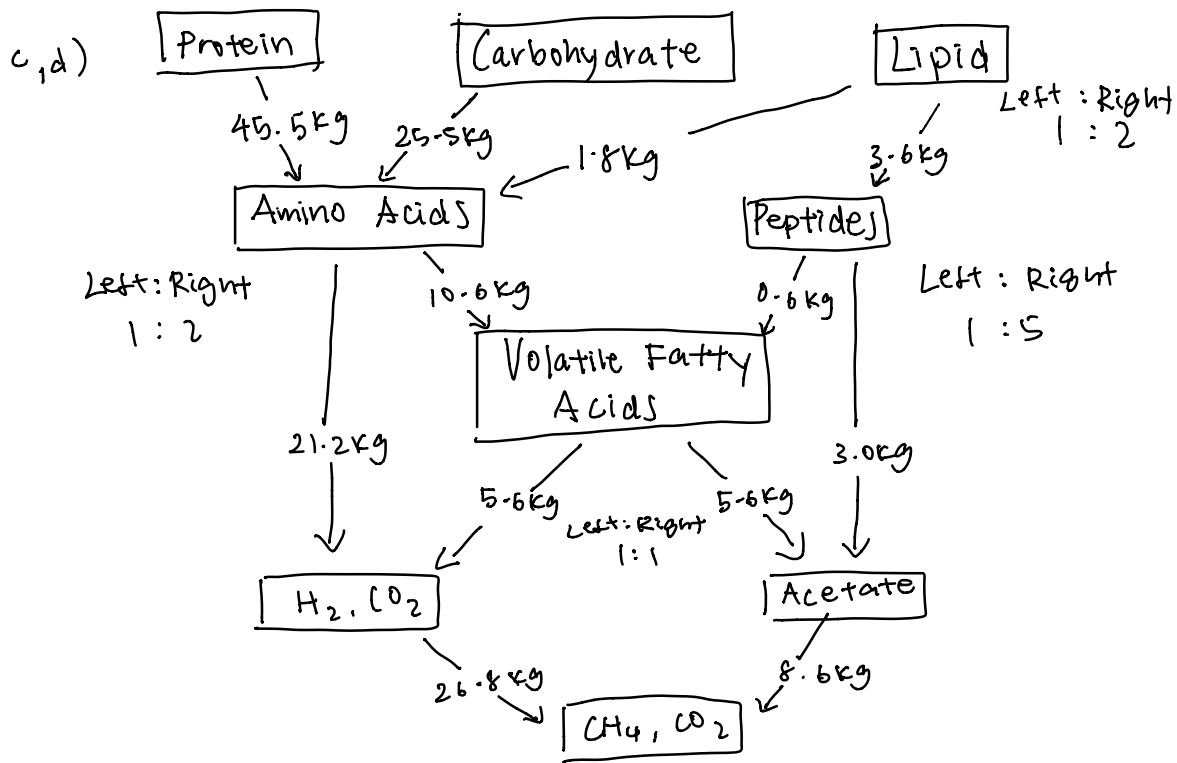 c,d)
Protein
Carbohydrate
Lipid
Left : Right
1 : 2
45.5kg
25.5kg
1.8kg
3.6kg
Amino Acids
Peptides
Left : Right
1 : 2
10.6kg
0.6kg
Left : Right
1 : 5
Volatile Fatty
Acids
21.2kg
3.0kg
5.6kg
5.6kg
Left : Right
1 : 1
H2, CO2
Acetate
26.8kg
8.6kg
CH4, CO2